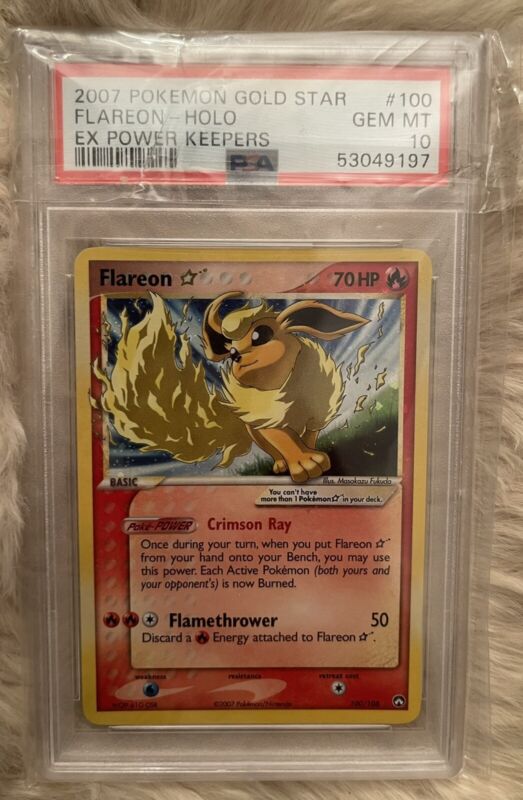 2007 POKEMON GOLD STAR #100
FLAREON - HOLO GEM MT
EX POWER KEEPERS 10
PSA 53049197
Flareon ☆ 70 HP
BASIC
Illus. Masakazu Fukuda
You can't have
more than 1 Pokémon☆ in your deck.
Poké-POWER Crimson Ray
Once during your turn, when you put Flareon ☆
from your hand onto your Bench, you may use
this power. Each Active Pokémon (both yours and
your opponent's) is now Burned.
Flamethrower 50
Discard a Energy attached to Flareon ☆.
weakness resistance retreat cost
©2007 Pokémon/Nintendo 100/108